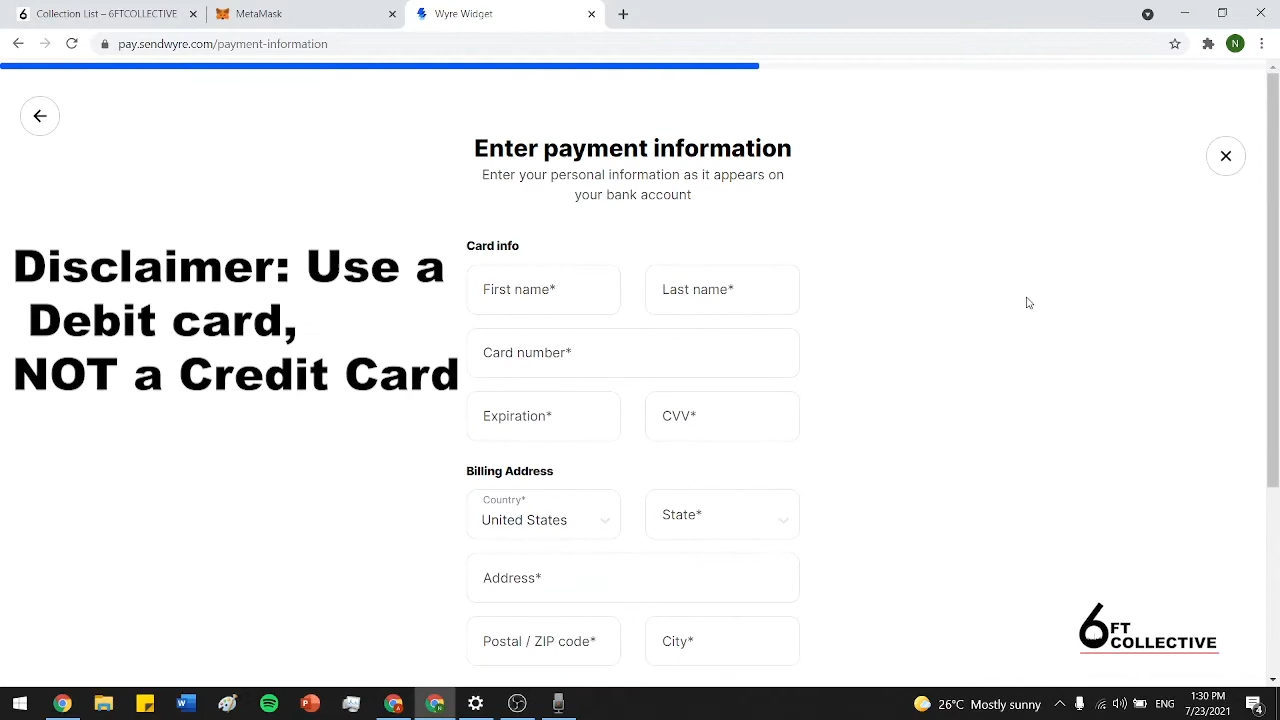 Collection List – 6FTCOLLECTIVE
MetaMask
Wyre Widget
pay.sendwyre.com/payment-information
N
Enter payment information
Enter your personal information as it appears on
your bank account
Disclaimer: Use a
Debit card,
NOT a Credit Card
Card info
First name*
Last name*
Card number*
Expiration*
CVV*
Billing Address
Country*
United States
State*
Address*
Postal / ZIP code*
City*
6FT
COLLECTIVE
26°C Mostly sunny
ENG
1:30 PM
7/23/2021